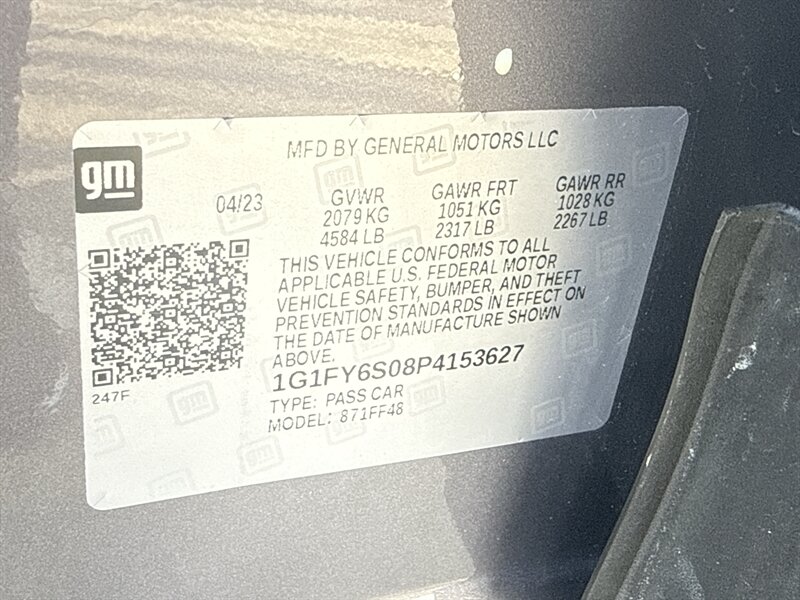 MFD BY GENERAL MOTORS LLC
gm
04/23
GVWR
2079 KG
4584 LB
GAWR FRT
1051 KG
2317 LB
GAWR RR
1028 KG
2267 LB
THIS VEHICLE CONFORMS TO ALL
APPLICABLE U.S. FEDERAL MOTOR
VEHICLE SAFETY, BUMPER, AND THEFT
PREVENTION STANDARDS IN EFFECT ON
THE DATE OF MANUFACTURE SHOWN
ABOVE.
1G1FY6S08P4153627
TYPE: PASS CAR
MODEL: 871FF48
247F